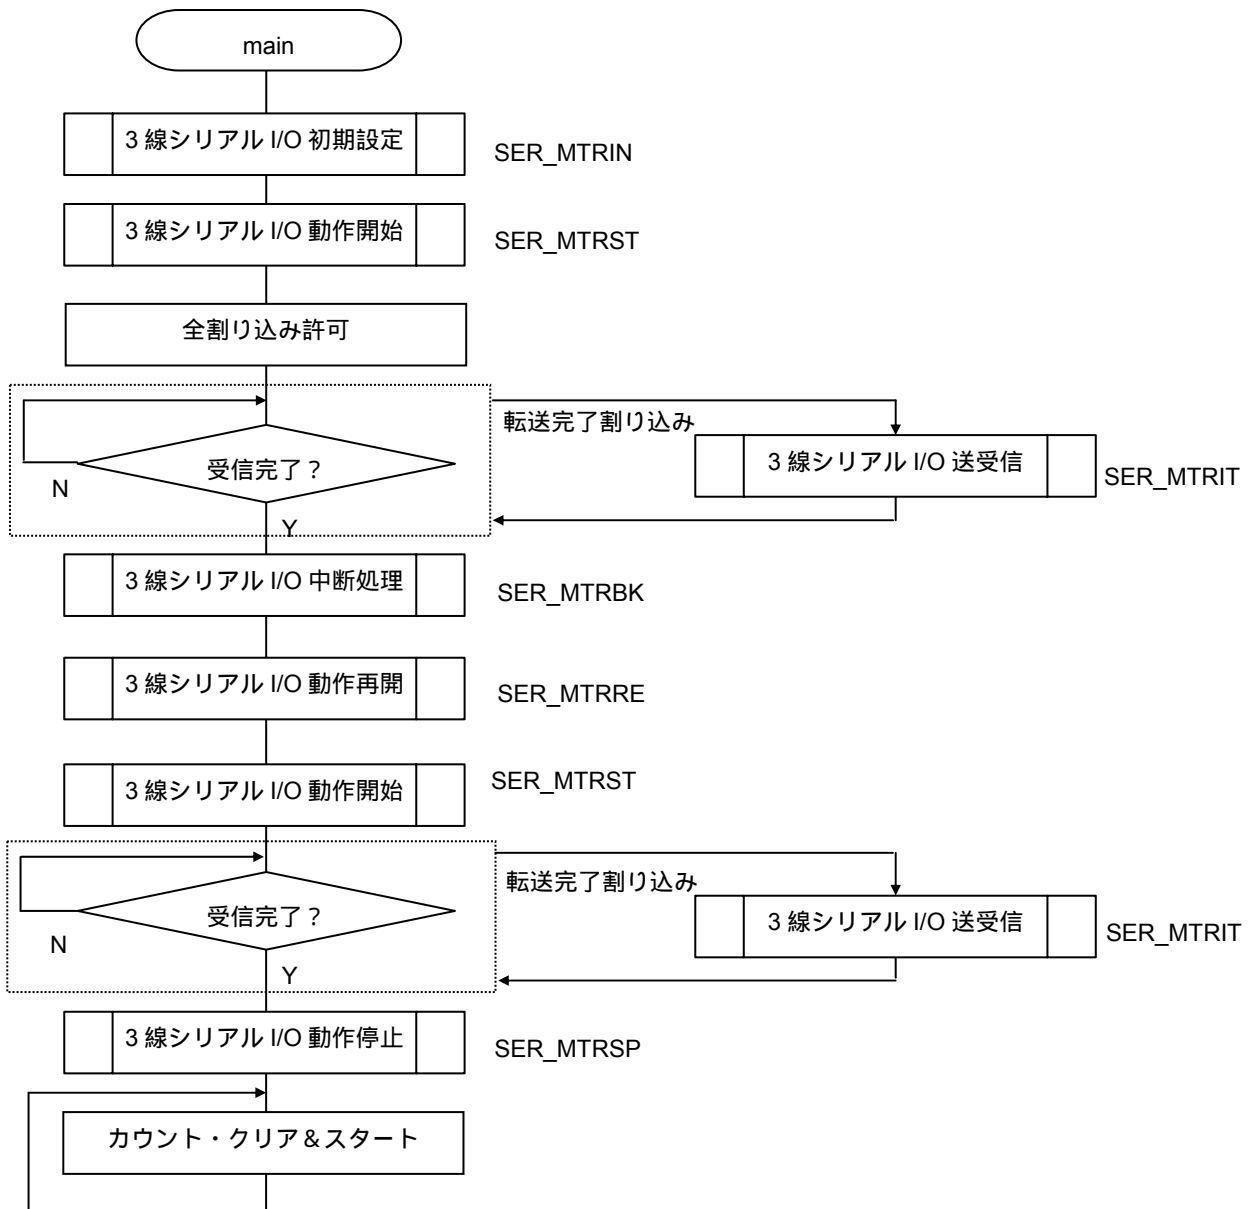 main
3 線シリアル I/O 初期設定
SER_MTRIN
3 線シリアル I/O 動作開始
SER_MTRST
全割り込み許可
転送完了割り込み
受信完了？
N
Y
3 線シリアル I/O 送受信
SER_MTRIT
3 線シリアル I/O 中断処理
SER_MTRBK
3 線シリアル I/O 動作再開
SER_MTRRE
3 線シリアル I/O 動作開始
SER_MTRST
転送完了割り込み
受信完了？
N
Y
3 線シリアル I/O 送受信
SER_MTRIT
3 線シリアル I/O 動作停止
SER_MTRSP
カウント・クリア＆スタート